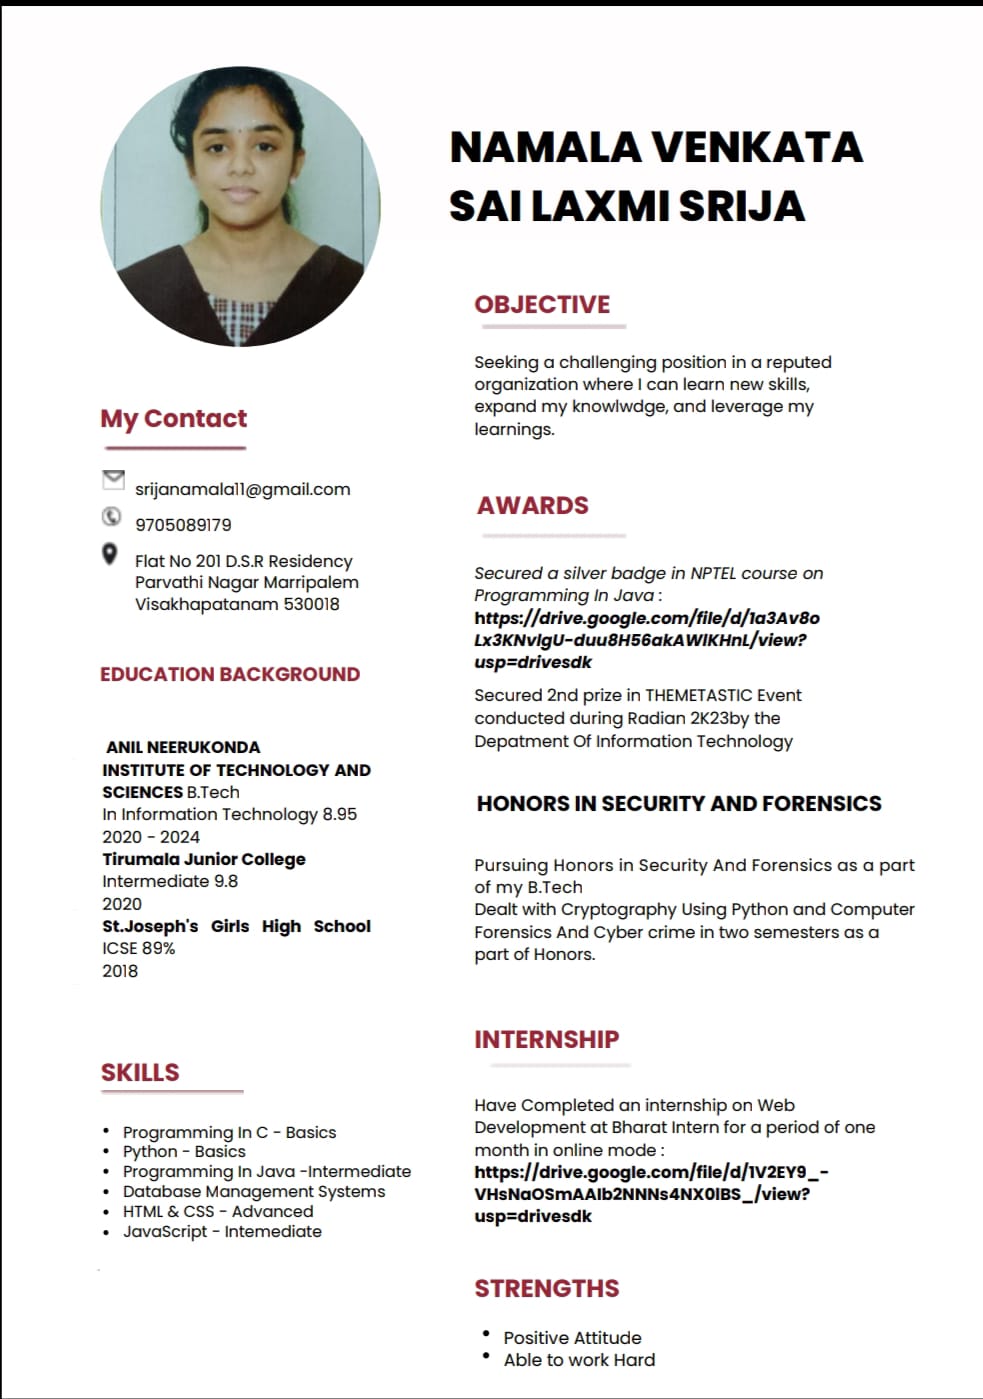 NAMALA VENKATA
SAI LAXMI SRIJA
My Contact
srijanamala11@gmail.com
9705089179
Flat No 201 D.S.R Residency
Parvathi Nagar Marripalem
Visakhapatanam 530018
EDUCATION BACKGROUND
ANIL NEERUKONDA
INSTITUTE OF TECHNOLOGY AND
SCIENCES B.Tech
In Information Technology 8.95
2020 - 2024
Tirumala Junior College
Intermediate 9.8
2020
St.Joseph's Girls High School
ICSE 89%
2018
SKILLS
• Programming In C - Basics
• Python - Basics
• Programming In Java -Intermediate
• Database Management Systems
• HTML & CSS - Advanced
• JavaScript - Intemediate
OBJECTIVE
Seeking a challenging position in a reputed
organization where I can learn new skills,
expand my knowlwdge, and leverage my
learnings.
AWARDS
Secured a silver badge in NPTEL course on
Programming In Java :
https://drive.google.com/file/d/1a3Av8o
Lx3KNvlgU-duu8H56akAWlKHnL/view?
usp=drivesdk
Secured 2nd prize in THEMETASTIC Event
conducted during Radian 2K23by the
Depatment Of Information Technology
HONORS IN SECURITY AND FORENSICS
Pursuing Honors in Security And Forensics as a part
of my B.Tech
Dealt with Cryptography Using Python and Computer
Forensics And Cyber crime in two semesters as a
part of Honors.
INTERNSHIP
Have Completed an internship on Web
Development at Bharat Intern for a period of one
month in online mode :
https://drive.google.com/file/d/1V2EY9_-
VHsNaOSmAAIb2NNNs4NX0IBS_/view?
usp=drivesdk
STRENGTHS
• Positive Attitude
• Able to work Hard